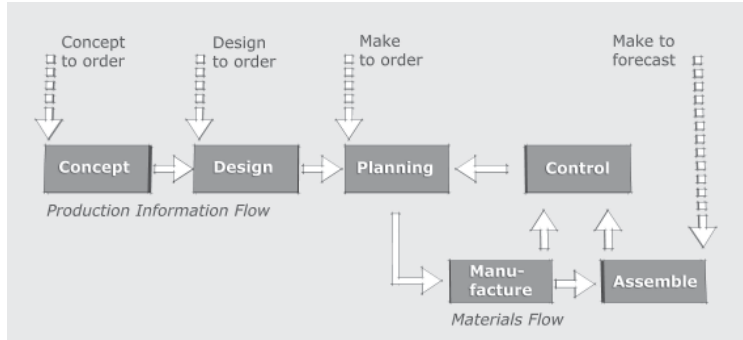 Concept
to order
Design
to order
Make
to order
Make to
forecast
Concept
Design
Planning
Control
Production Information Flow
Manu-
facture
Assemble
Materials Flow